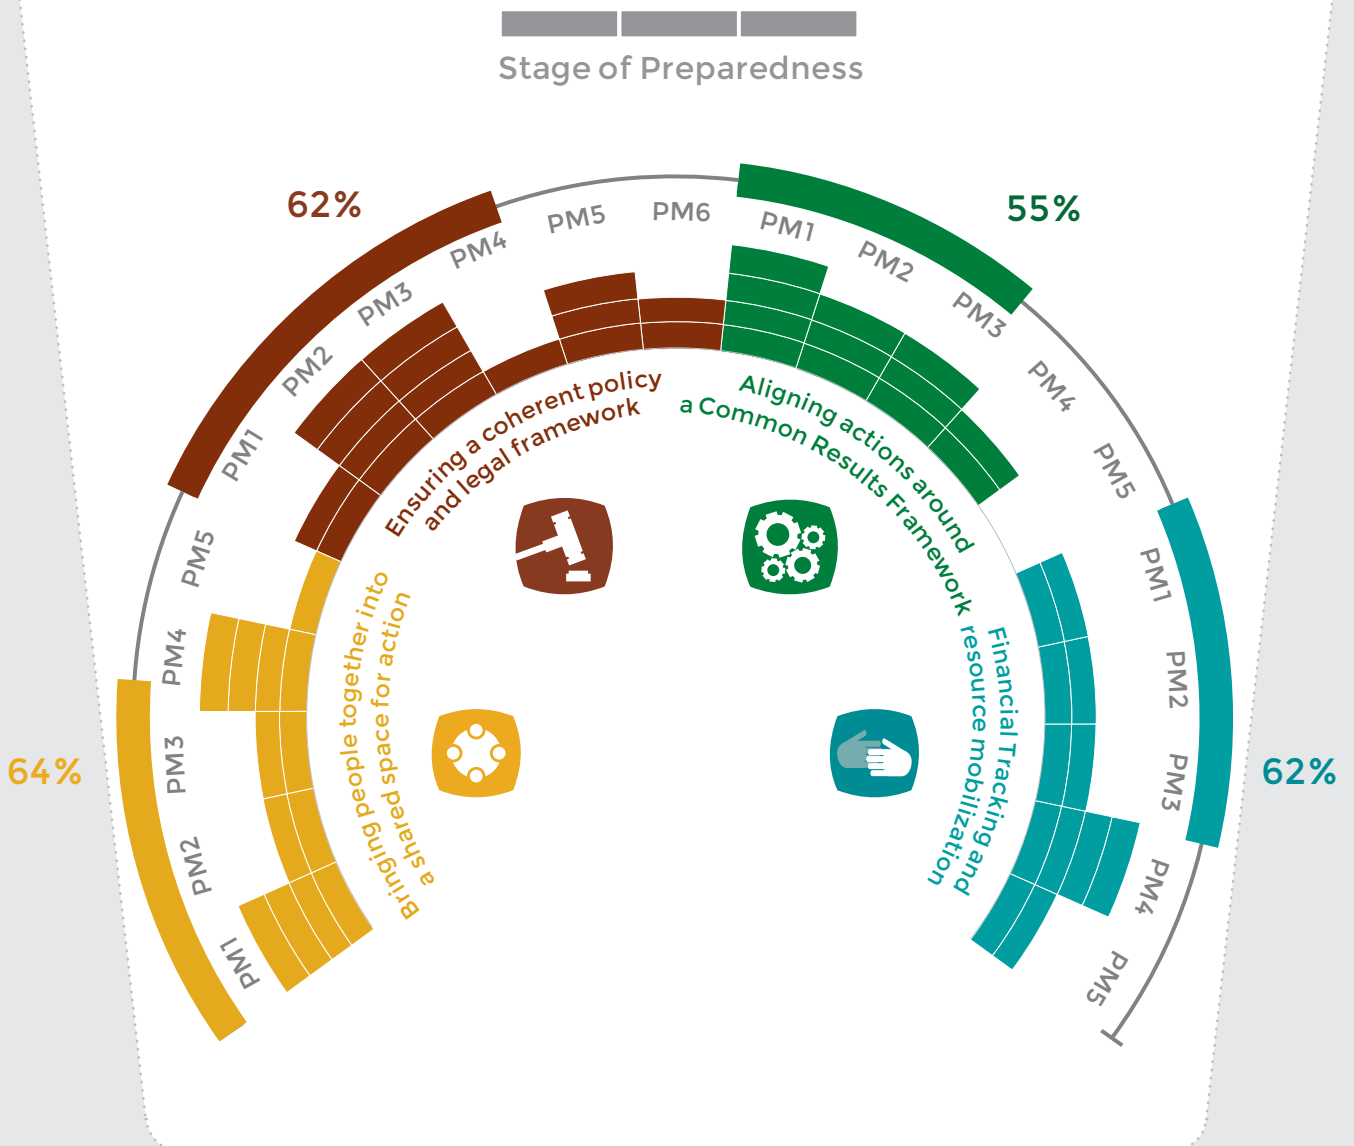 Stage of Preparedness
62%
55%
64%
62%
PM1
PM2
PM3
PM4
PM5
PM1
PM2
PM3
PM4
PM5
PM6
PM1
PM2
PM3
PM4
PM5
PM1
PM2
PM3
PM4
PM5
Bringing people together into
a shared space for action
Ensuring a coherent policy
and legal framework
Aligning actions around
a Common Results Framework
Financial Tracking and
resource mobilization